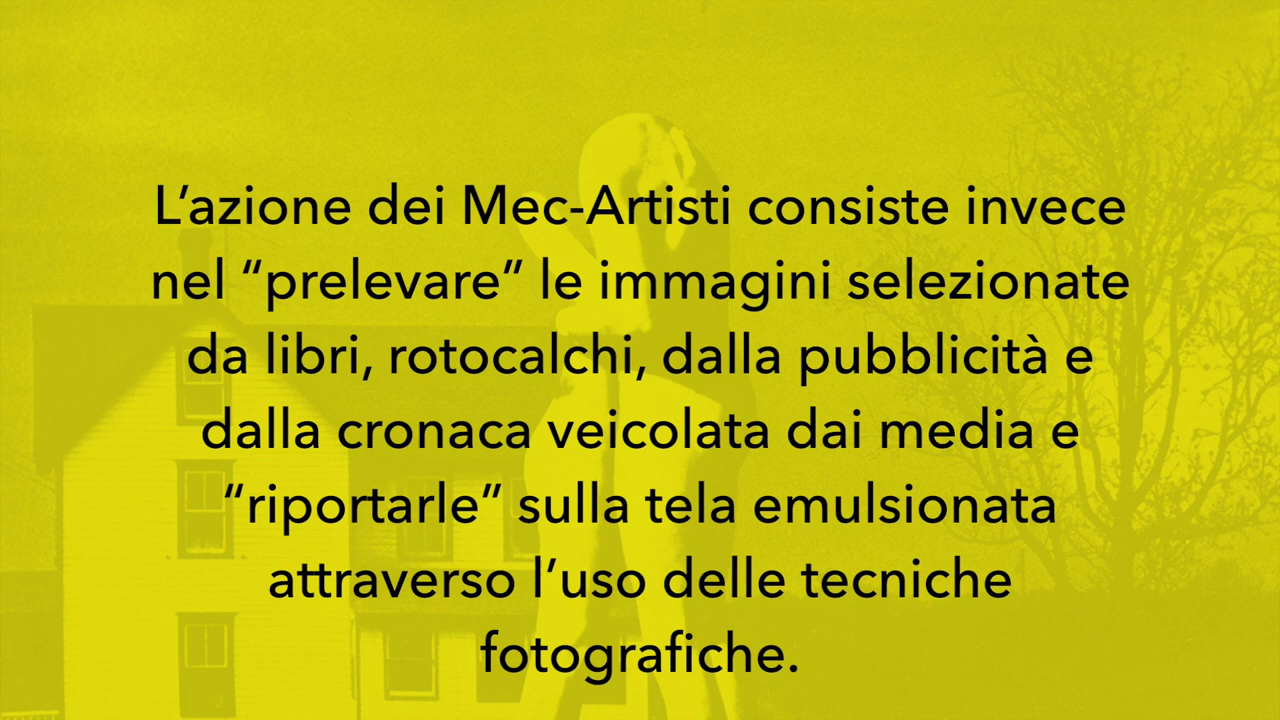 L’azione dei Mec-Artisti consiste invece
nel “prelevare” le immagini selezionate
da libri, rotocalchi, dalla pubblicità e
dalla cronaca veicolata dai media e
“riportarle” sulla tela emulsionata
attraverso l’uso delle tecniche
fotografiche.